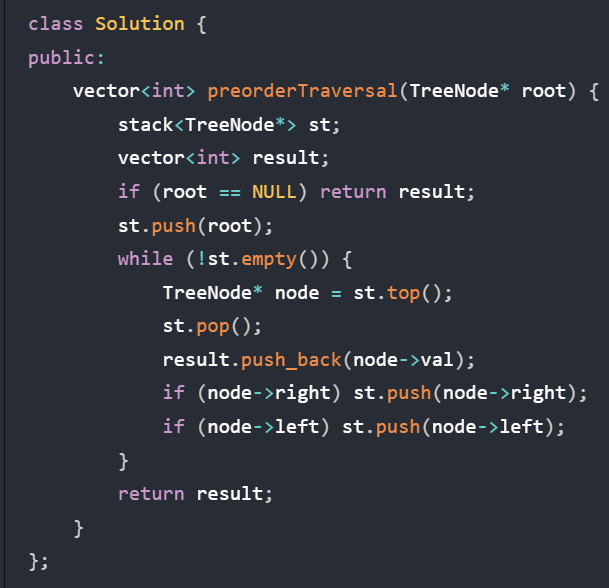 class Solution {
public:
    vector<int> preorderTraversal(TreeNode* root) {
        stack<TreeNode*> st;
        vector<int> result;
        if (root == NULL) return result;
        st.push(root);
        while (!st.empty()) {
            TreeNode* node = st.top();
            st.pop();
            result.push_back(node->val);
            if (node->right) st.push(node->right);
            if (node->left) st.push(node->left);
        }
        return result;
    }
};